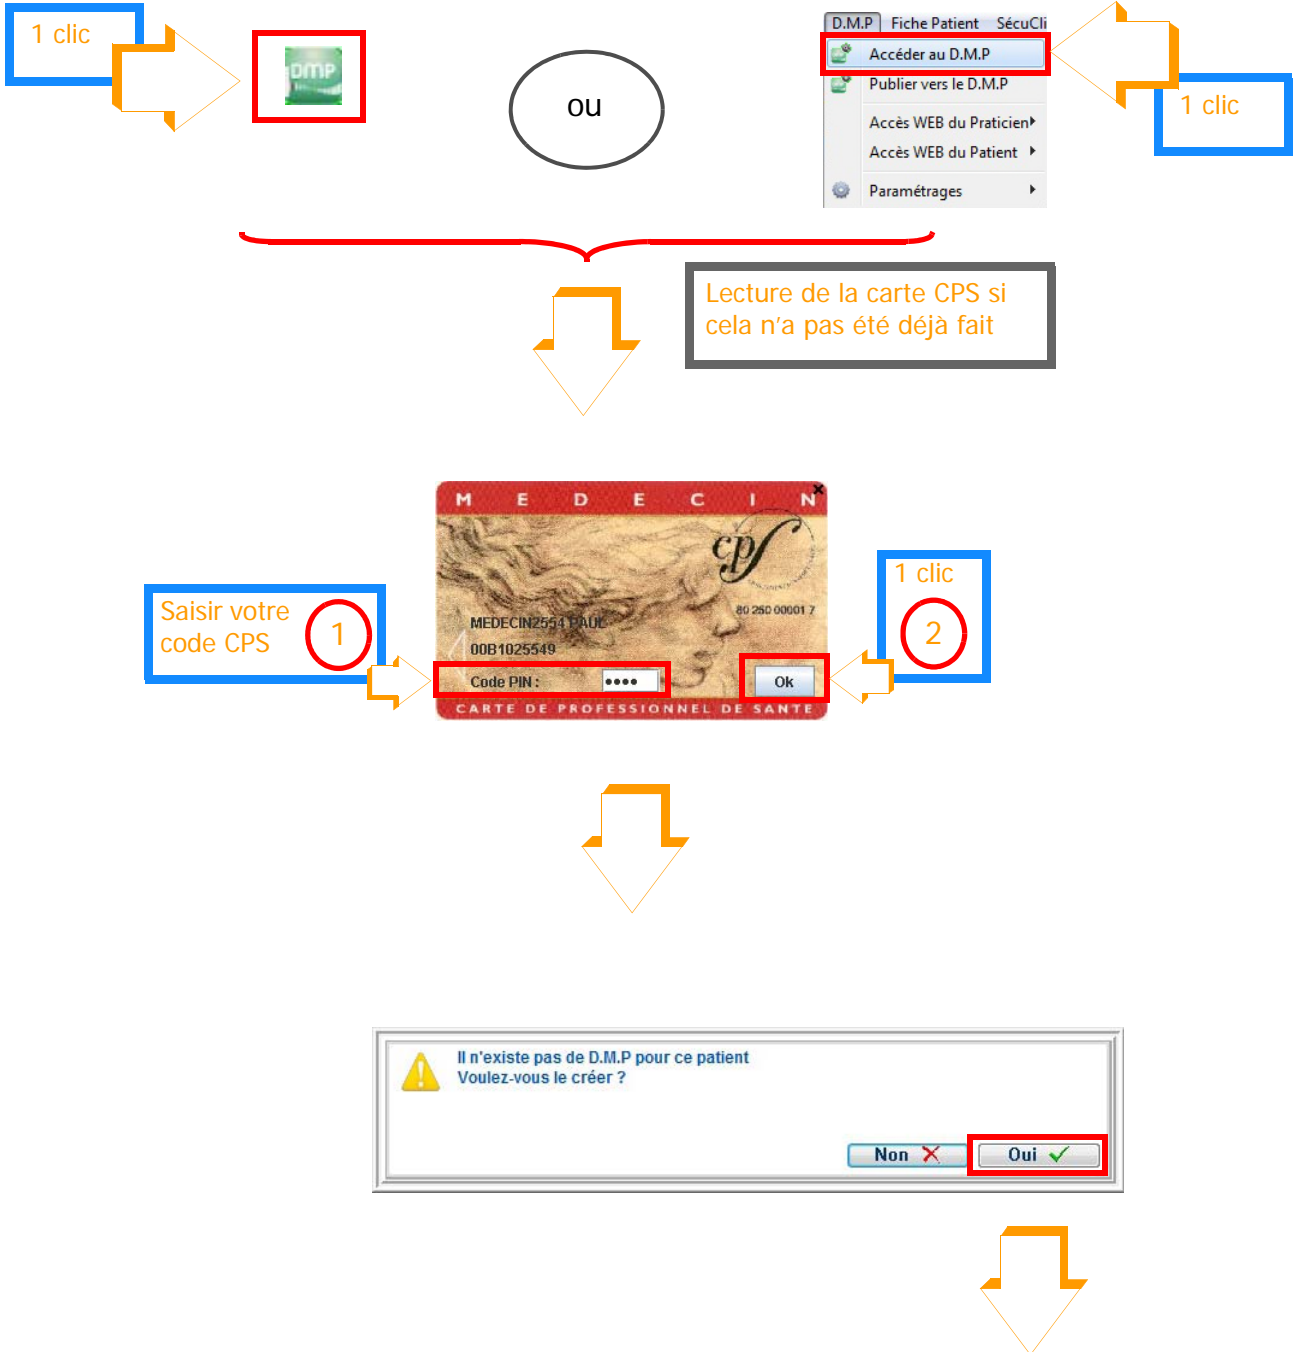 1 clic
DMP
ou
D.M.P Fiche Patient SécuCli
Accéder au D.M.P
Publier vers le D.M.P
Accès WEB du Praticien
Accès WEB du Patient
Paramétrages
1 clic
Lecture de la carte CPS si
cela n'a pas été déjà fait
MEDECIN
cps
80 250 00001 7
MEDECIN2554 PAUL
00B1025549
Code PIN : ••••
Ok
CARTE DE PROFESSIONNEL DE SANTE
Saisir votre
code CPS
1
1 clic
2
Il n'existe pas de D.M.P pour ce patient
Voulez-vous le créer ?
Non
Oui